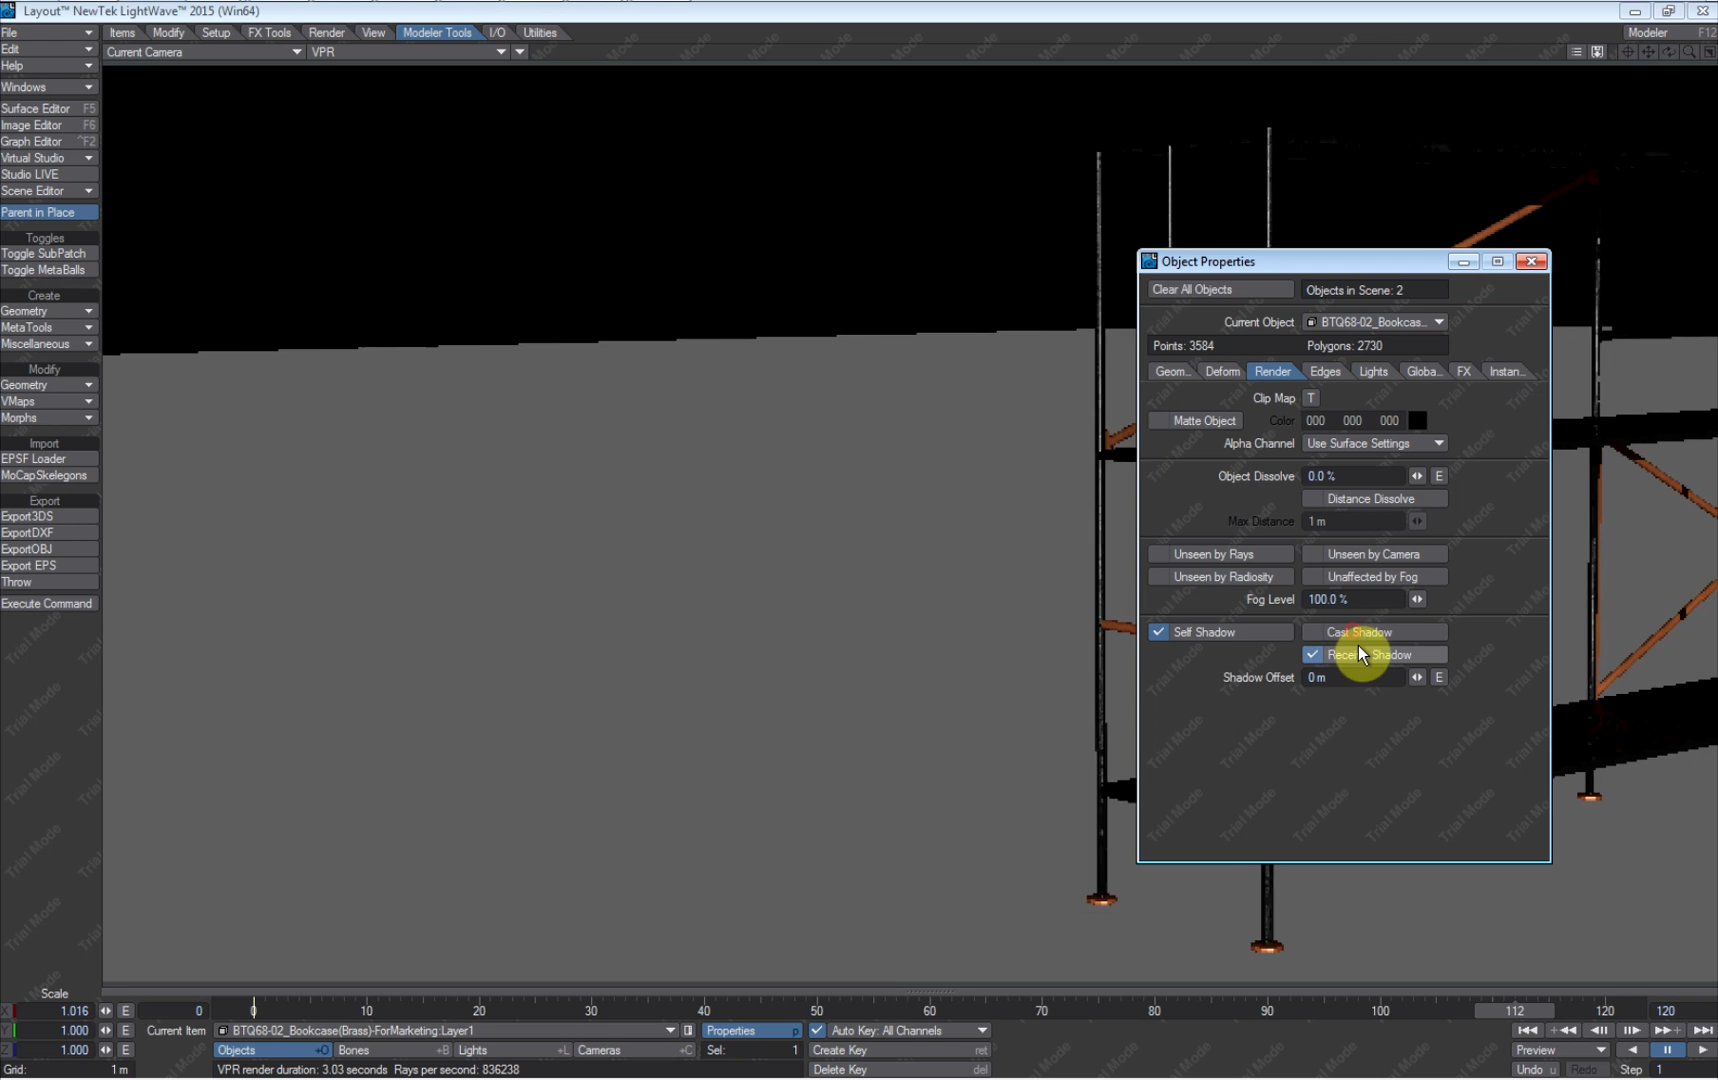 Layout™ NewTek LightWave™ 2015 (Win64)
File Items Modify Setup FX Tools Render View Modeler Tools I/O Utilities Modeler F12
Edit Current Camera VPR
Help
Windows
Surface Editor F5
Image Editor F6
Graph Editor ^F2
Virtual Studio
Studio LIVE
Scene Editor
Parent in Place
Toggles
Toggle SubPatch
Toggle MetaBalls
Create
Geometry
MetaTools
Miscellaneous
Modify
Geometry
VMaps
Morphs
Import
EPSF Loader
MoCapSkelegons
Export
Export3DS
ExportDXF
ExportOBJ
Export EPS
Throw
Execute Command
Object Properties
Clear All Objects Objects in Scene: 2
Current Object BTQ68-02_Bookcas...
Points: 3584 Polygons: 2730
Geom... Deform Render Edges Lights Globa... FX Instan...
Clip Map T
Matte Object Color 000 000 000
Alpha Channel Use Surface Settings
Object Dissolve 0.0 % E
Distance Dissolve
Max Distance 1 m
Unseen by Rays Unseen by Camera
Unseen by Radiosity Unaffected by Fog
Fog Level 100.0 %
Self Shadow Cast Shadow
Receive Shadow
Shadow Offset 0 m E
Trial Mode
Scale
X 1.016 E 0 0 10 20 30 40 50 60 70 80 90 100 112 120 120
Y 1.000 E Current Item BTQ68-02_Bookcase(Brass)-ForMarketing:Layer1 Properties p Auto Key: All Channels
Z 1.000 E Objects +O Bones +B Lights +L Cameras +C Sel: 1 Create Key ret Preview
Grid: 1 m VPR render duration: 3.03 seconds Rays per second: 836238 Delete Key del Undo u Redo Step 1